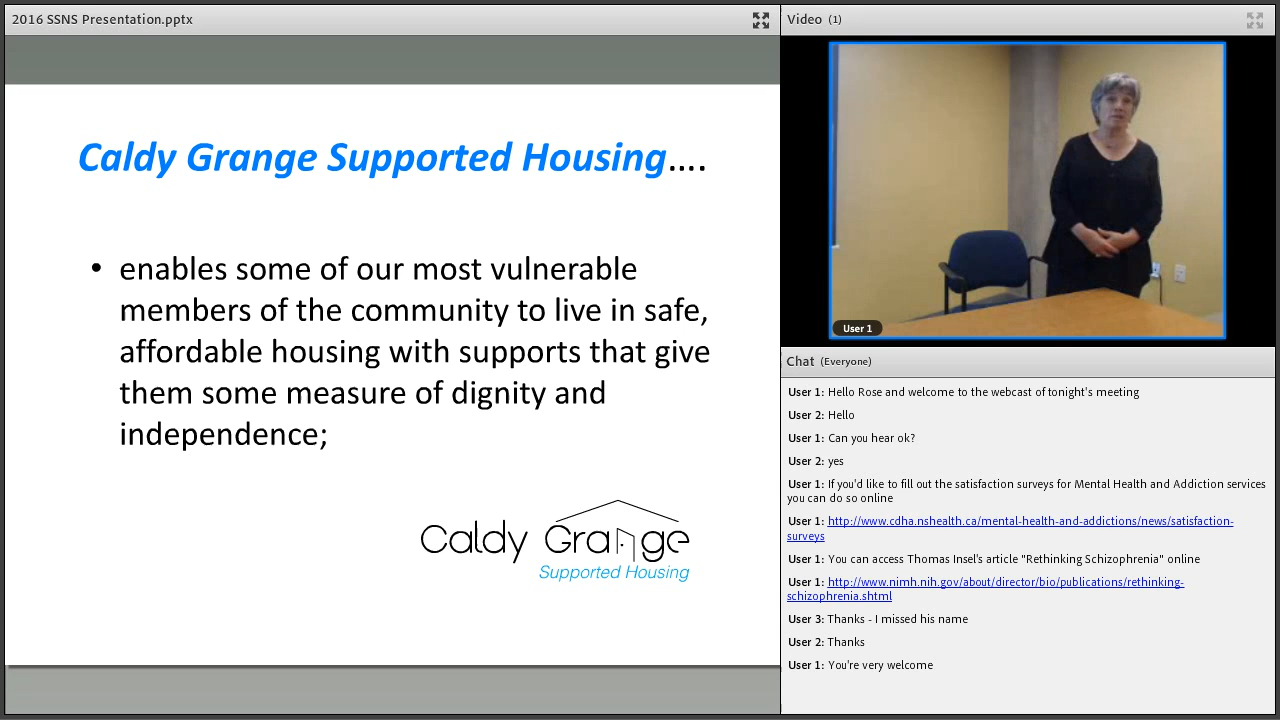 2016 SSNS Presentation.pptx
Caldy Grange Supported Housing....
• enables some of our most vulnerable
members of the community to live in safe,
affordable housing with supports that give
them some measure of dignity and
independence;
Caldy Grange
Supported Housing
Video (1)
User 1
Chat (Everyone)
User 1: Hello Rose and welcome to the webcast of tonight's meeting
User 2: Hello
User 1: Can you hear ok?
User 2: yes
User 1: If you'd like to fill out the satisfaction surveys for Mental Health and Addiction services
you can do so online
User 1: http://www.cdha.nshealth.ca/mental-health-and-addictions/news/satisfaction-
surveys
User 1: You can access Thomas Insel's article "Rethinking Schizophrenia" online
User 1: http://www.nimh.nih.gov/about/director/bio/publications/rethinking-
schizophrenia.shtml
User 3: Thanks - I missed his name
User 2: Thanks
User 1: You're very welcome